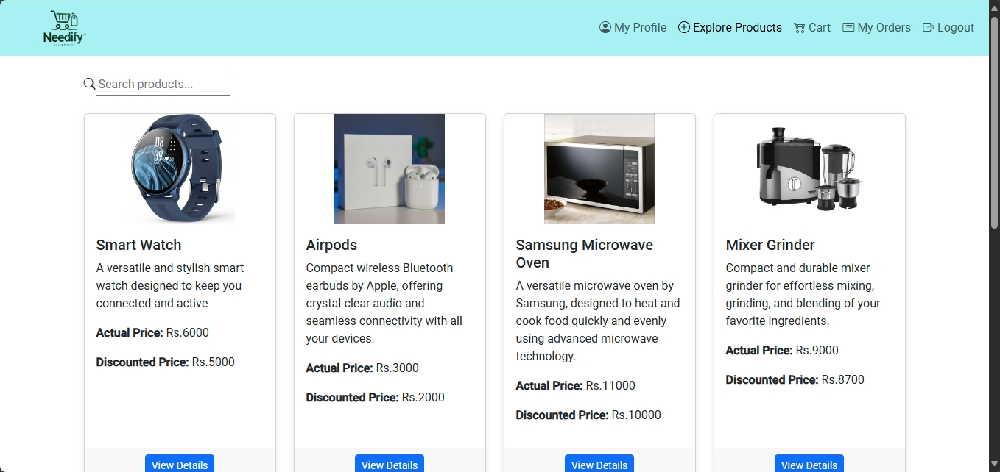 Needify
My Profile
Explore Products
Cart
My Orders
Logout
Search products...
08
39
Smart Watch
A versatile and stylish smart
watch designed to keep you
connected and active
Actual Price: Rs.6000
Discounted Price: Rs.5000
View Details
Airpods
Compact wireless Bluetooth
earbuds by Apple, offering
crystal-clear audio and
seamless connectivity with all
your devices.
Actual Price: Rs.3000
Discounted Price: Rs.2000
View Details
Samsung Microwave
Oven
A versatile microwave oven by
Samsung, designed to heat and
cook food quickly and evenly
using advanced microwave
technology.
Actual Price: Rs.11000
Discounted Price: Rs.10000
View Details
Mixer Grinder
Compact and durable mixer
grinder for effortless mixing,
grinding, and blending of your
favorite ingredients.
Actual Price: Rs.9000
Discounted Price: Rs.8700
View Details